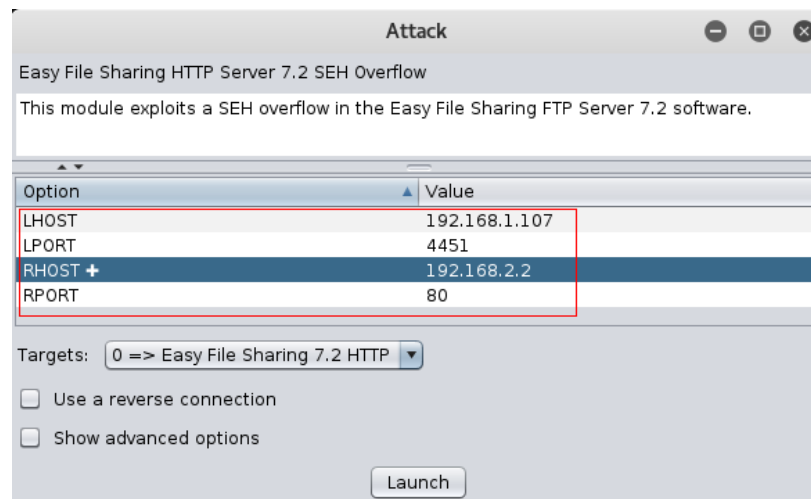 Attack
Easy File Sharing HTTP Server 7.2 SEH Overflow
This module exploits a SEH overflow in the Easy File Sharing FTP Server 7.2 software.
Option Value
LHOST 192.168.1.107
LPORT 4451
RHOST + 192.168.2.2
RPORT 80
Targets: 0 => Easy File Sharing 7.2 HTTP
Use a reverse connection
Show advanced options
Launch